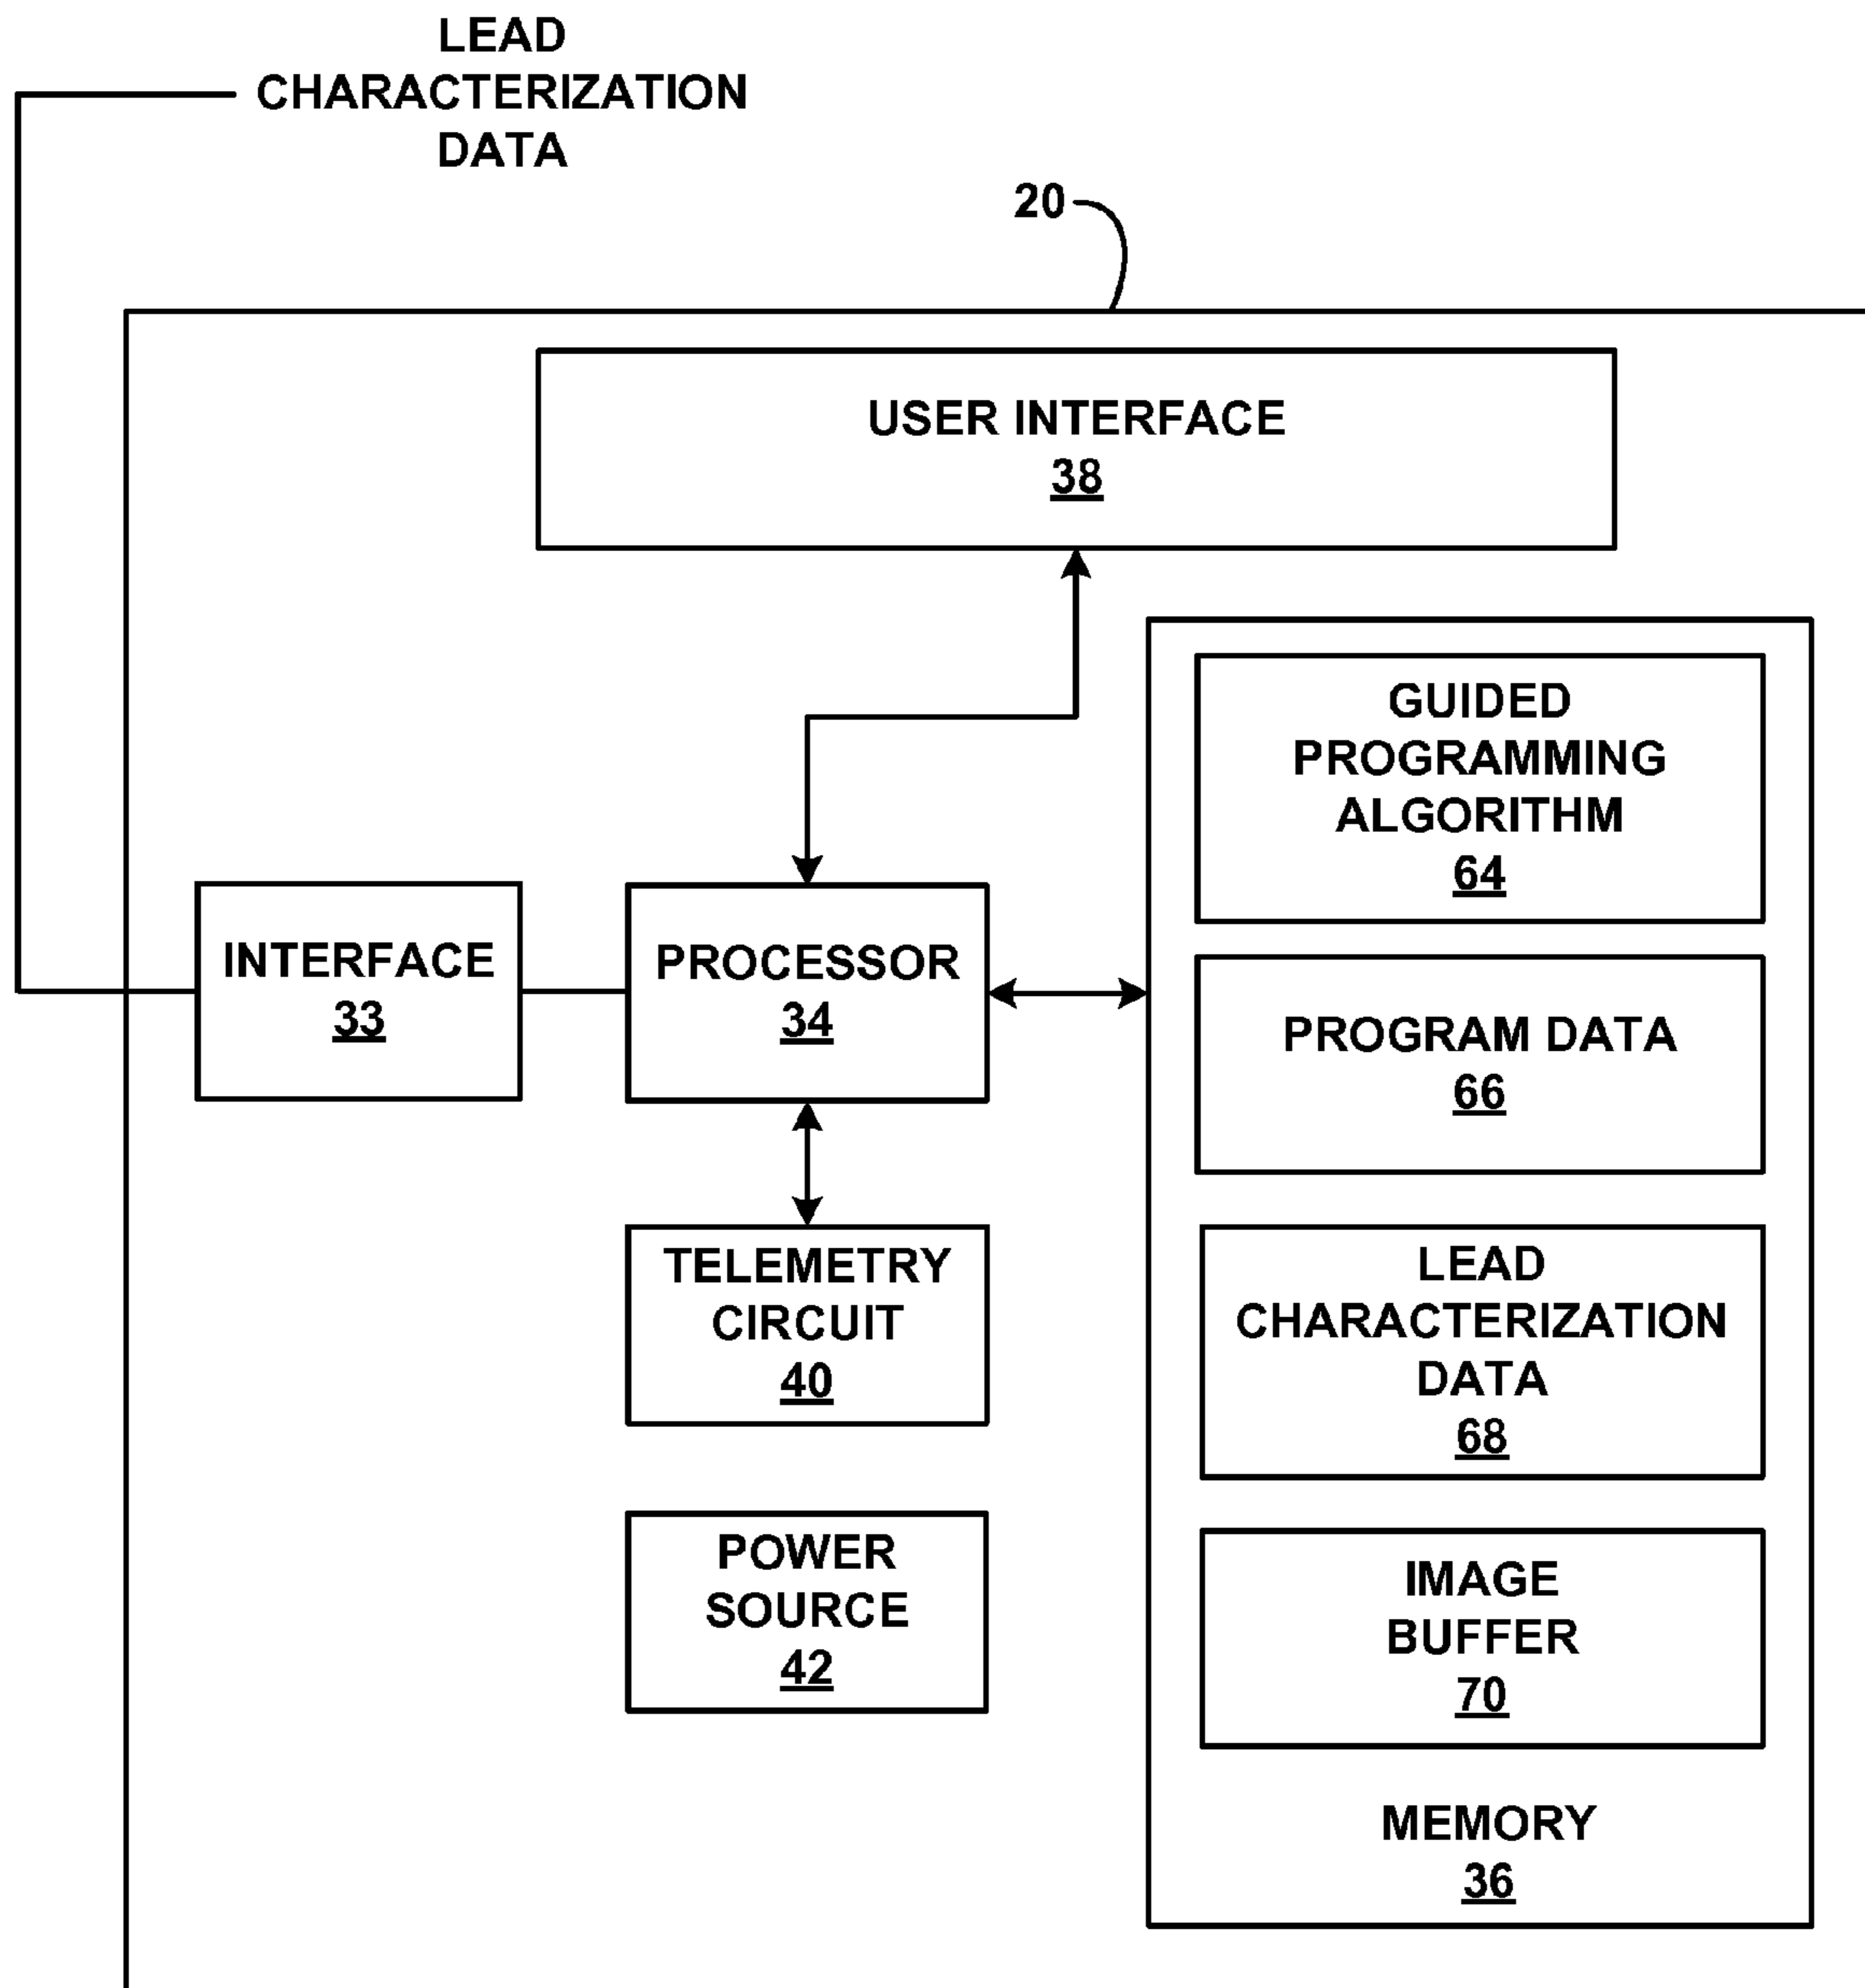 LEAD
CHARACTERIZATION
DATA
20
USER INTERFACE
38
GUIDED
PROGRAMMING
ALGORITHM
64
INTERFACE
33
PROCESSOR
34
PROGRAM DATA
66
TELEMETRY
CIRCUIT
40
LEAD
CHARACTERIZATION
DATA
68
POWER
SOURCE
42
IMAGE
BUFFER
70
MEMORY
36